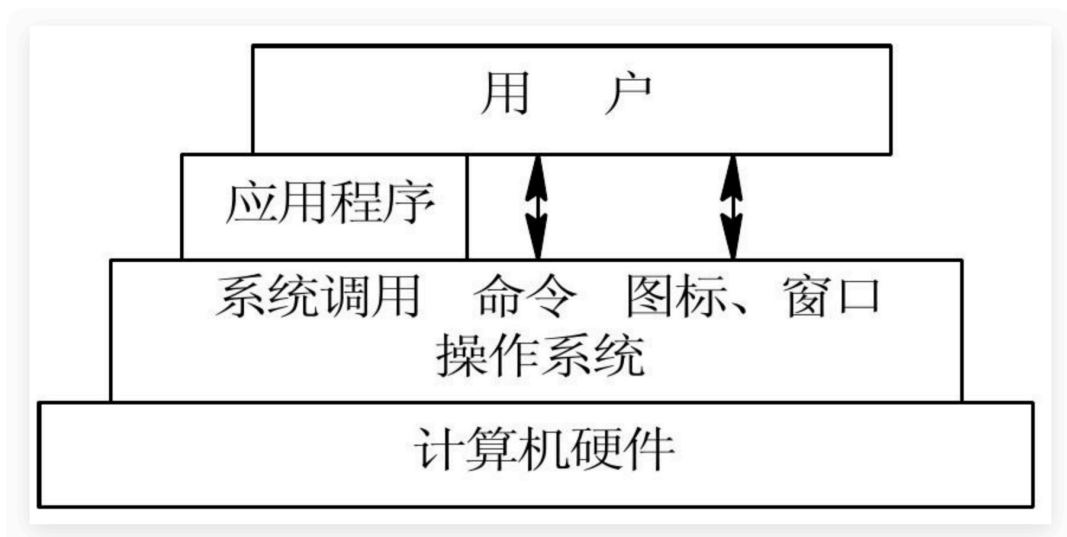 用 户
应用程序
系统调用 命令 图标、窗口
操作系统
计算机硬件